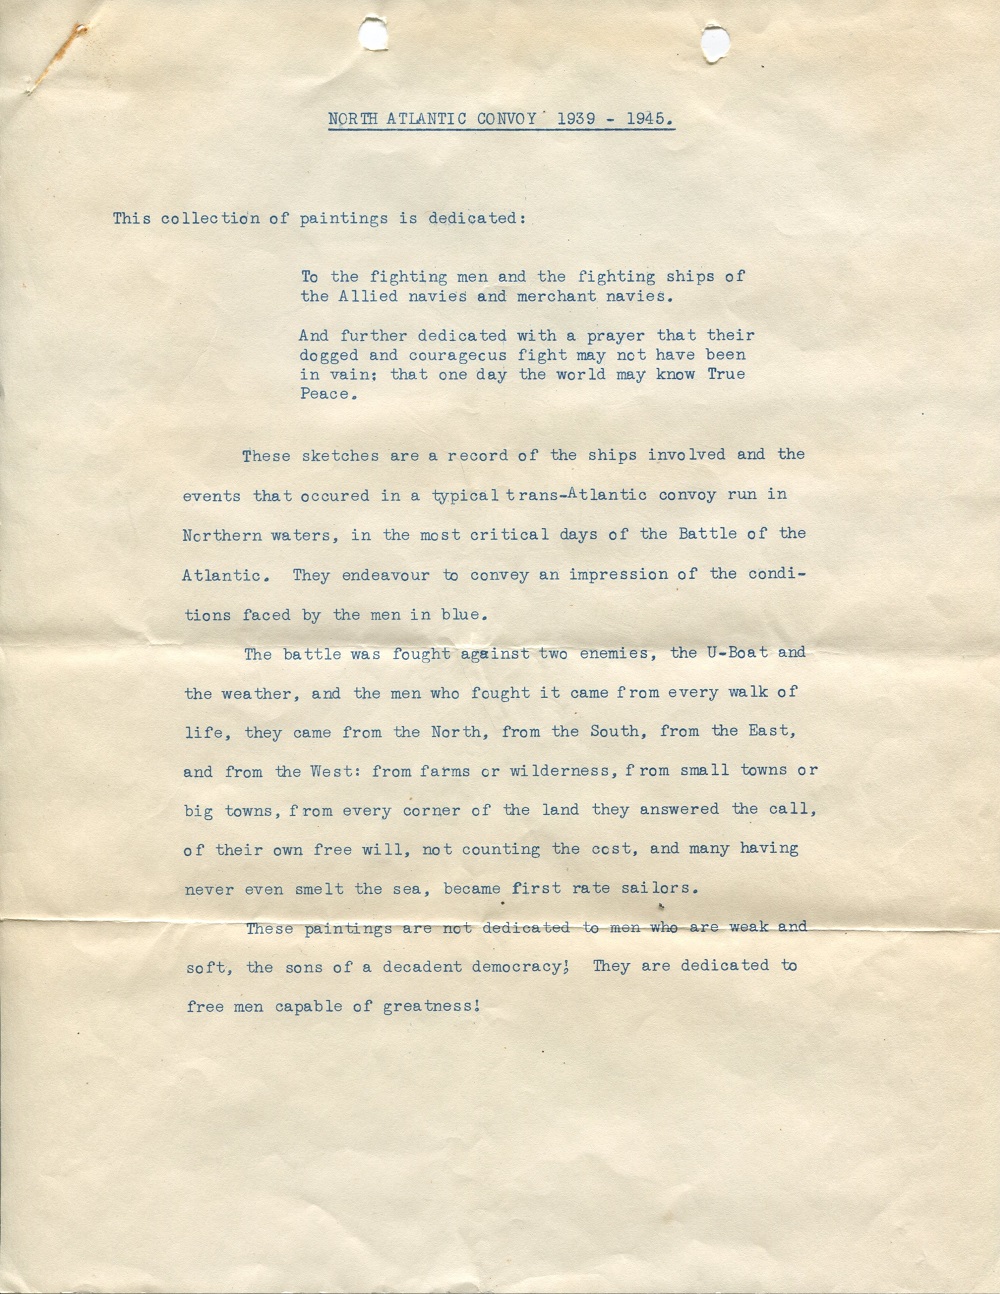 NORTH ATLANTIC CONVOY 1939 - 1945.
This collection of paintings is dedicated:
To the fighting men and the fighting ships of
the Allied navies and merchant navies.
And further dedicated with a prayer that their
dogged and courageous fight may not have been
in vain; that one day the world may know True
Peace.
These sketches are a record of the ships involved and the
events that occured in a typical trans-Atlantic convoy run in
Northern waters, in the most critical days of the Battle of the
Atlantic. They endeavour to convey an impression of the condi-
tions faced by the men in blue.
The battle was fought against two enemies, the U-Boat and
the weather, and the men who fought it came from every walk of
life, they came from the North, from the South, from the East,
and from the West: from farms or wilderness, from small towns or
big towns, from every corner of the land they answered the call,
of their own free will, not counting the cost, and many having
never even smelt the sea, became first rate sailors.
These paintings are not dedicated to men who are weak and
soft, the sons of a decadent democracy! They are dedicated to
free men capable of greatness!